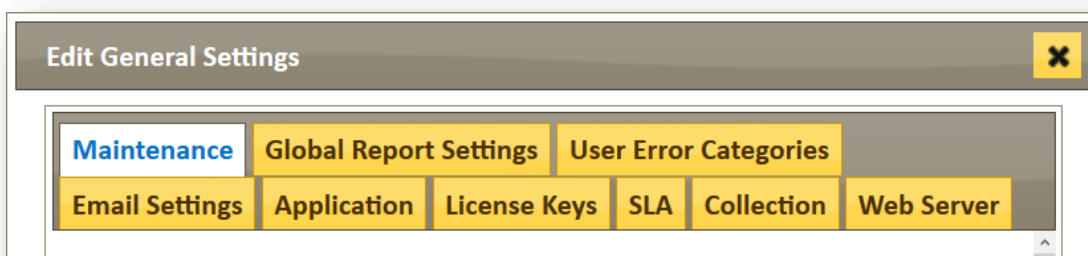 Edit General Settings
Maintenance Global Report Settings User Error Categories
Email Settings Application License Keys SLA Collection Web Server